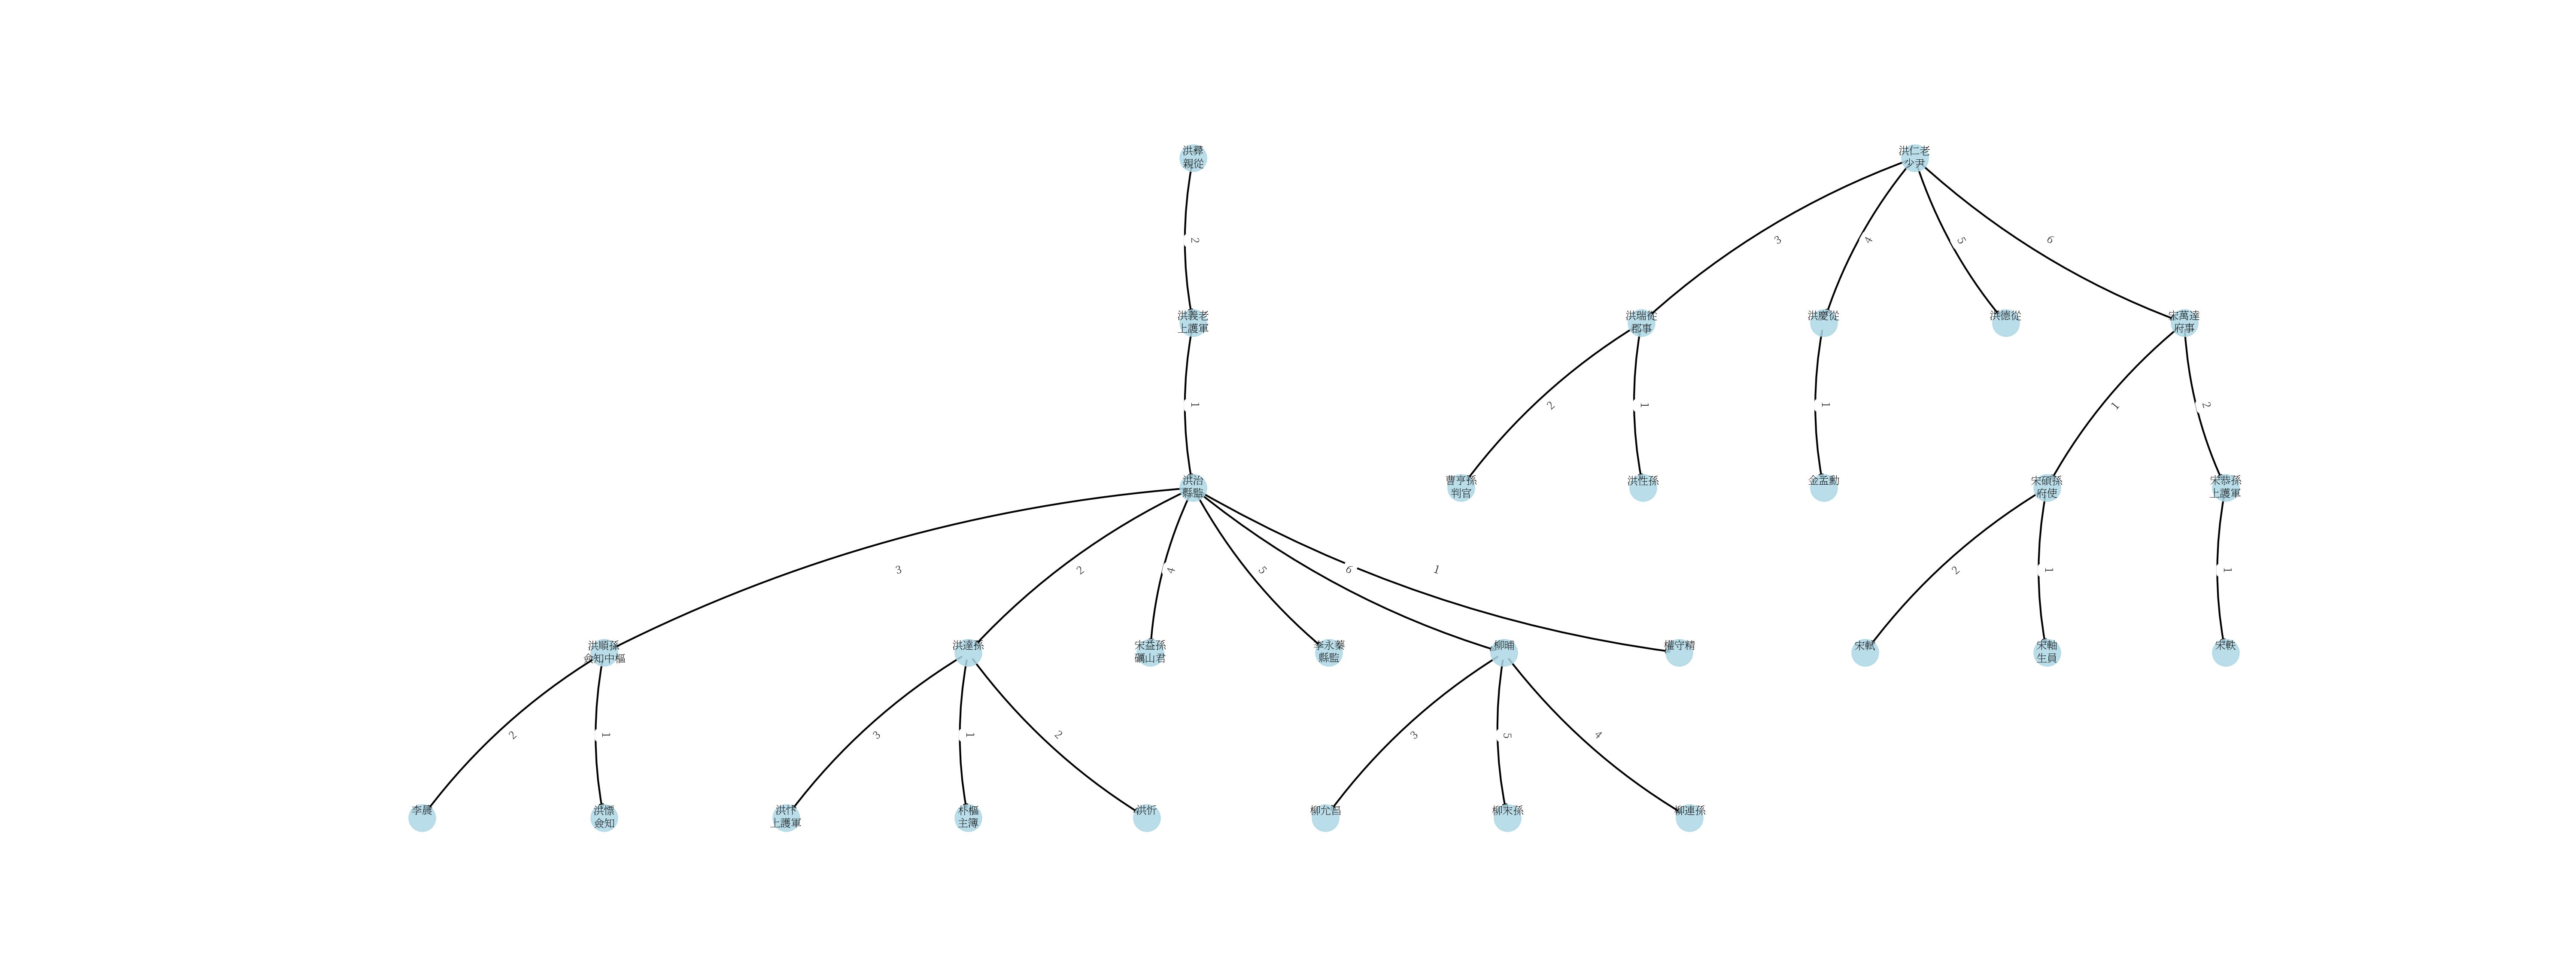 洪彛
親從
洪仁老
少尹
2
3
4
5
6
洪義老
上護軍
洪瑞從
郡事
洪慶從
洪德從
宋萬達
府事
1
2
1
1
1
2
洪治
縣監
曹亨孫
判官
洪性孫
金孟勳
宋碩孫
府使
宋恭孫
上護軍
3
2
4
5
6
1
2
1
1
洪順孫
僉知中樞
洪達孫
宋益孫
礪山君
李永蓁
縣監
柳晡
權守精
宋軾
宋軸
生員
宋軼
2
1
3
1
2
3
5
4
李晨
洪憬
僉知
洪忭
上護軍
朴樞
主簿
洪忻
柳允昌
柳末孫
柳連孫